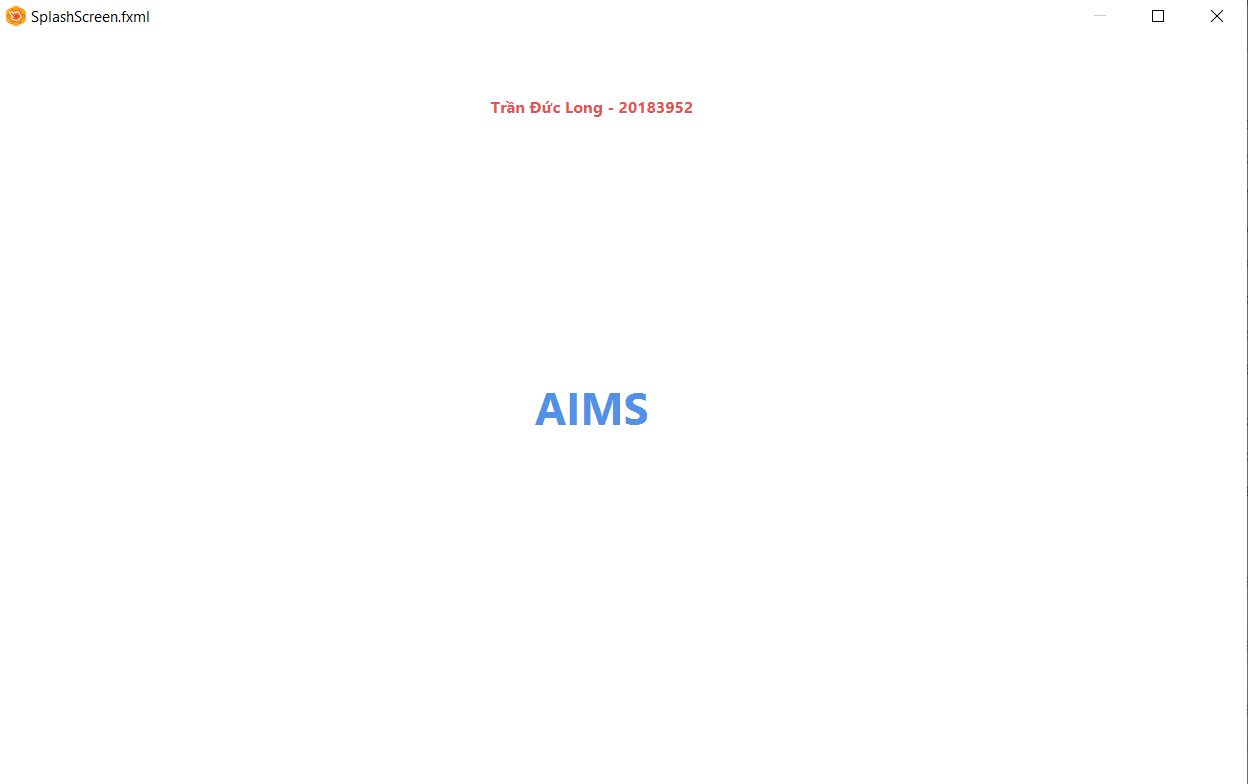 SplashScreen.fxml
Trần Đức Long - 20183952
AIMS